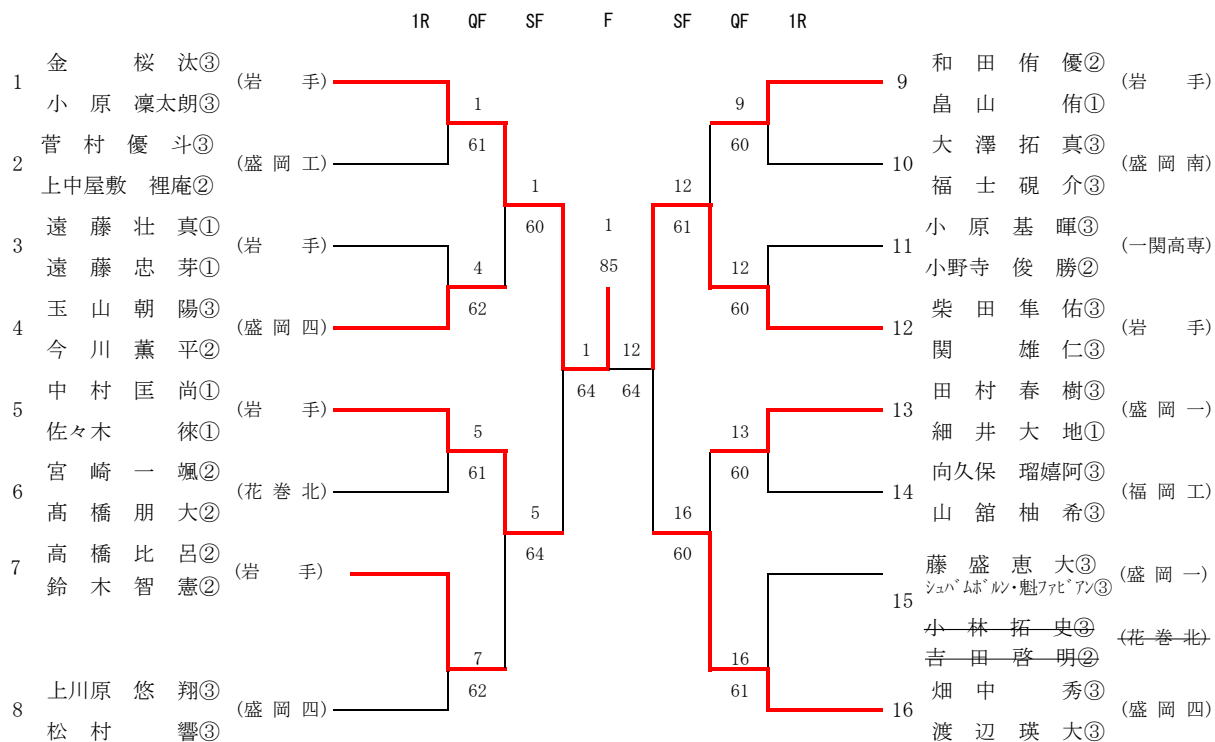 1R QF SF F SF QF 1R
1 金 桜 汰③ (岩 手)
小 原 凜太朗③
2 菅 村 優 斗③ (盛 岡 工)
上中屋敷 裡庵②
3 遠 藤 壮 真① (岩 手)
遠 藤 忠 芽①
4 玉 山 朝 陽③ (盛 岡 四)
今 川 薫 平②
5 中 村 匡 尚① (岩 手)
佐々木 徠①
6 宮 崎 一 颯② (花 巻 北)
髙 橋 朋 大②
7 高 橋 比 呂② (岩 手)
鈴 木 智 憲②
8 上川原 悠 翔③ (盛 岡 四)
松 村 響③
1
61
4
62
5
61
7
62
1
60
5
64
1
64
1
85
12
64
12
61
16
60
9
60
12
60
13
60
16
61
9 和 田 侑 優② (岩 手)
畠 山 侑①
10 大 澤 拓 真③ (盛 岡 南)
福 士 硯 介③
11 小 原 基 暉③ (一関高専)
小野寺 俊 勝②
12 柴 田 隼 佑③ (岩 手)
関 雄 仁③
13 田 村 春 樹③ (盛 岡 一)
細 井 大 地①
14 向久保 瑠嬉阿③ (福 岡 工)
山 舘 柚 希③
15 藤 盛 恵 大③ (盛 岡 一)
シュバムボルン・魁ファビアン③
小 林 拓 史③ (花 巻 北)
吉 田 啓 明②
16 畑 中 秀③ (盛 岡 四)
渡 辺 瑛 大③